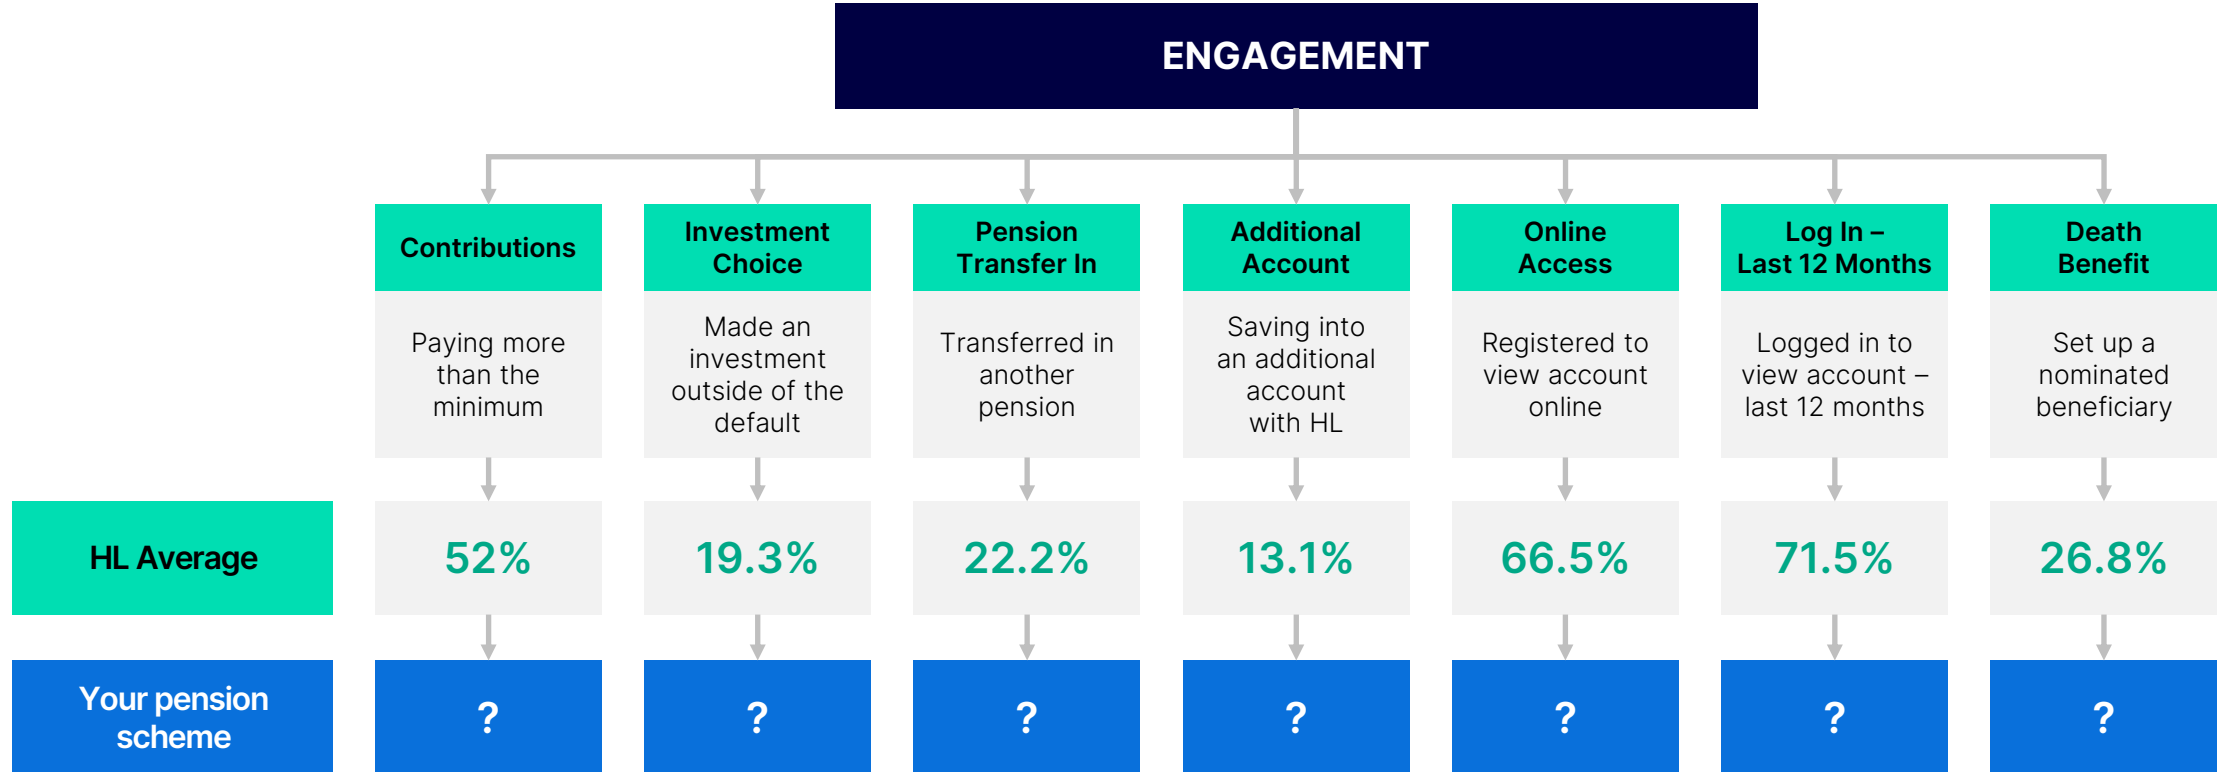 ENGAGEMENT
Contributions
Investment
Choice
Pension
Transfer In
Additional
Account
Online
Access
Log In –
Last 12 Months
Death
Benefit
Paying more
than the
minimum
Made an
investment
outside of the
default
Transferred in
another
pension
Saving into
an additional
account
with HL
Registered to
view account
online
Logged in to
view account –
last 12 months
Set up a
nominated
beneficiary
HL Average
52%
19.3%
22.2%
13.1%
66.5%
71.5%
26.8%
Your pension
scheme
?
?
?
?
?
?
?